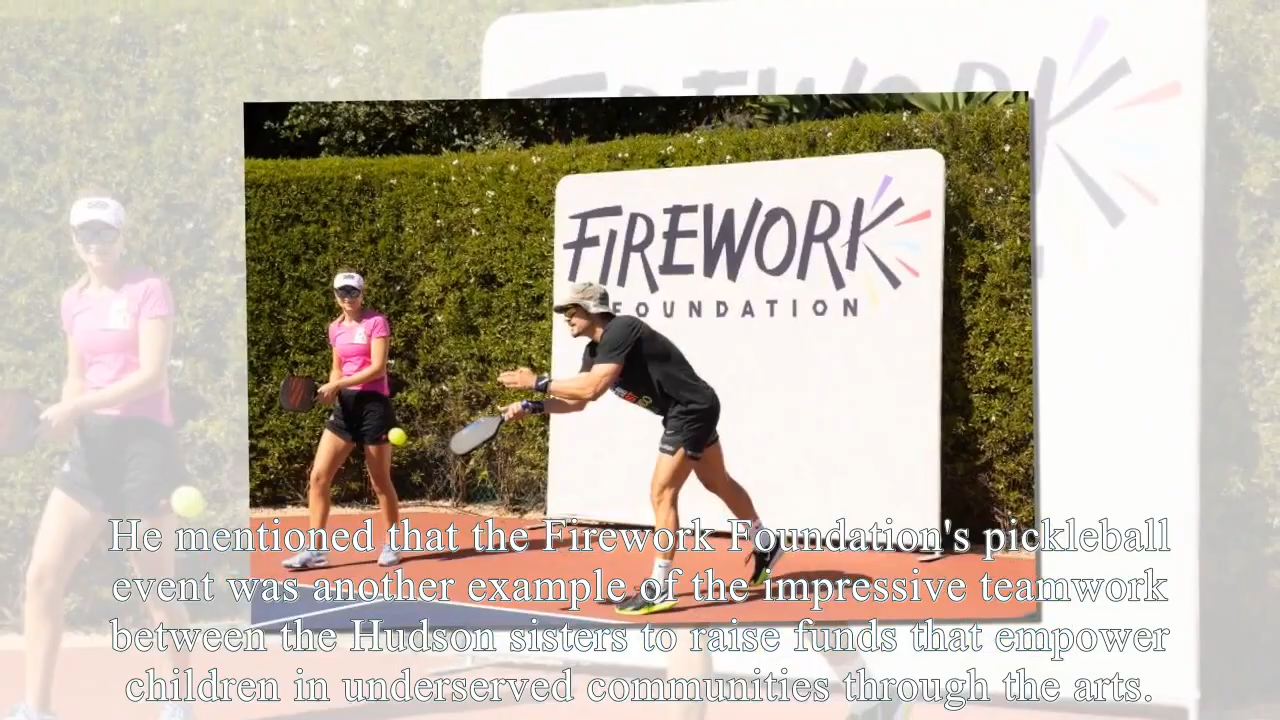 FIREWORK
FOUNDATION
He mentioned that the Firework Foundation's pickleball
event was another example of the impressive teamwork
between the Hudson sisters to raise funds that empower
children in underserved communities through the arts.